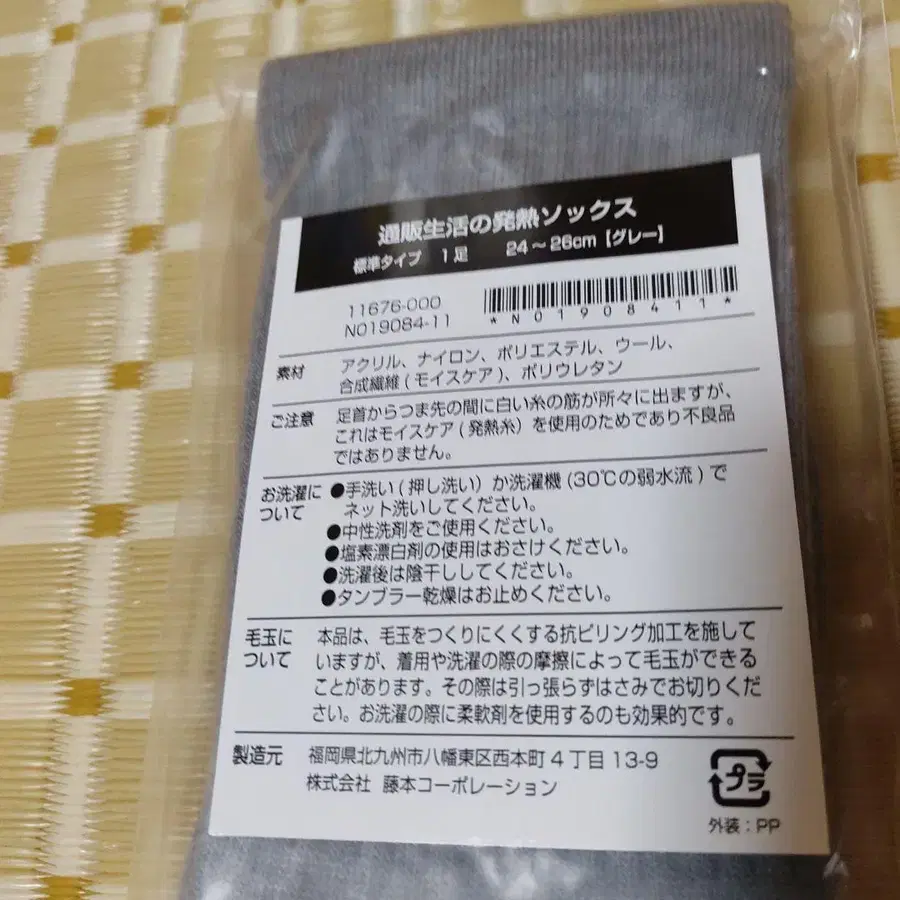 通販生活の発熱ソックス
標準タイプ 1足 24～26cm【グレー】
11676-000
N019084-11
*N01908411*
素材
アクリル、ナイロン、ポリエステル、ウール、
合成繊維(モイスケア)、ポリウレタン
ご注意
足首からつま先の間に白い糸の筋が所々に出ますが、
これはモイスケア(発熱糸)を使用のためであり不良品
ではありません。
お洗濯に
ついて
●手洗い(押し洗い)か洗濯機(30℃の弱水流)で
ネット洗いしてください。
●中性洗剤をご使用ください。
●塩素漂白剤の使用はおさけください。
●洗濯後は陰干ししてください。
●タンブラー乾燥はお止めください。
毛玉に
ついて
本品は、毛玉をつくりにくくする抗ピリング加工を施して
いますが、着用や洗濯の際の摩擦によって毛玉ができる
ことがあります。その際は引っ張らずはさみでお切りくだ
さい。お洗濯の際に柔軟剤を使用するのも効果的です。
製造元
福岡県北九州市八幡東区西本町4丁目13-9
株式会社 藤本コーポレーション
プラ
外装：PP